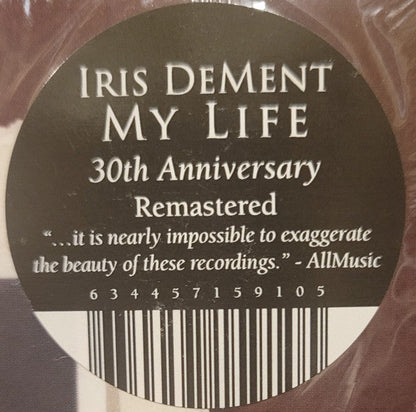 IRIS DEMENT
MY LIFE
30th Anniversary
Remastered
“...it is nearly impossible to exaggerate
the beauty of these recordings.” - AllMusic
6 3 4 4 5 7 1 5 9 1 0 5